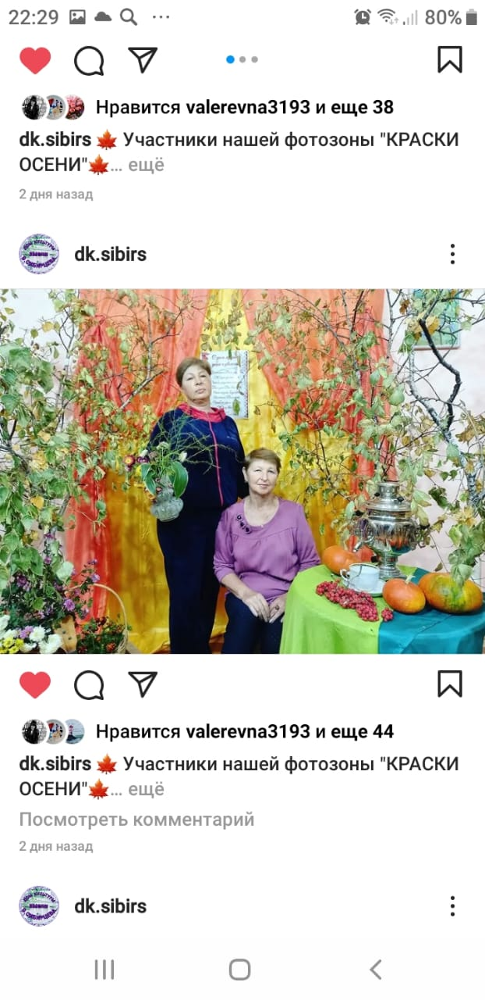 22:29
80%
Нравится valerevna3193 и еще 38
dk.sibirs 🍁 Участники нашей фотозоны "КРАСКИ
ОСЕНИ"🍁... ещё
2 дня назад
dk.sibirs
Нравится valerevna3193 и еще 44
dk.sibirs 🍁 Участники нашей фотозоны "КРАСКИ
ОСЕНИ"🍁... ещё
Посмотреть комментарий
2 дня назад
dk.sibirs